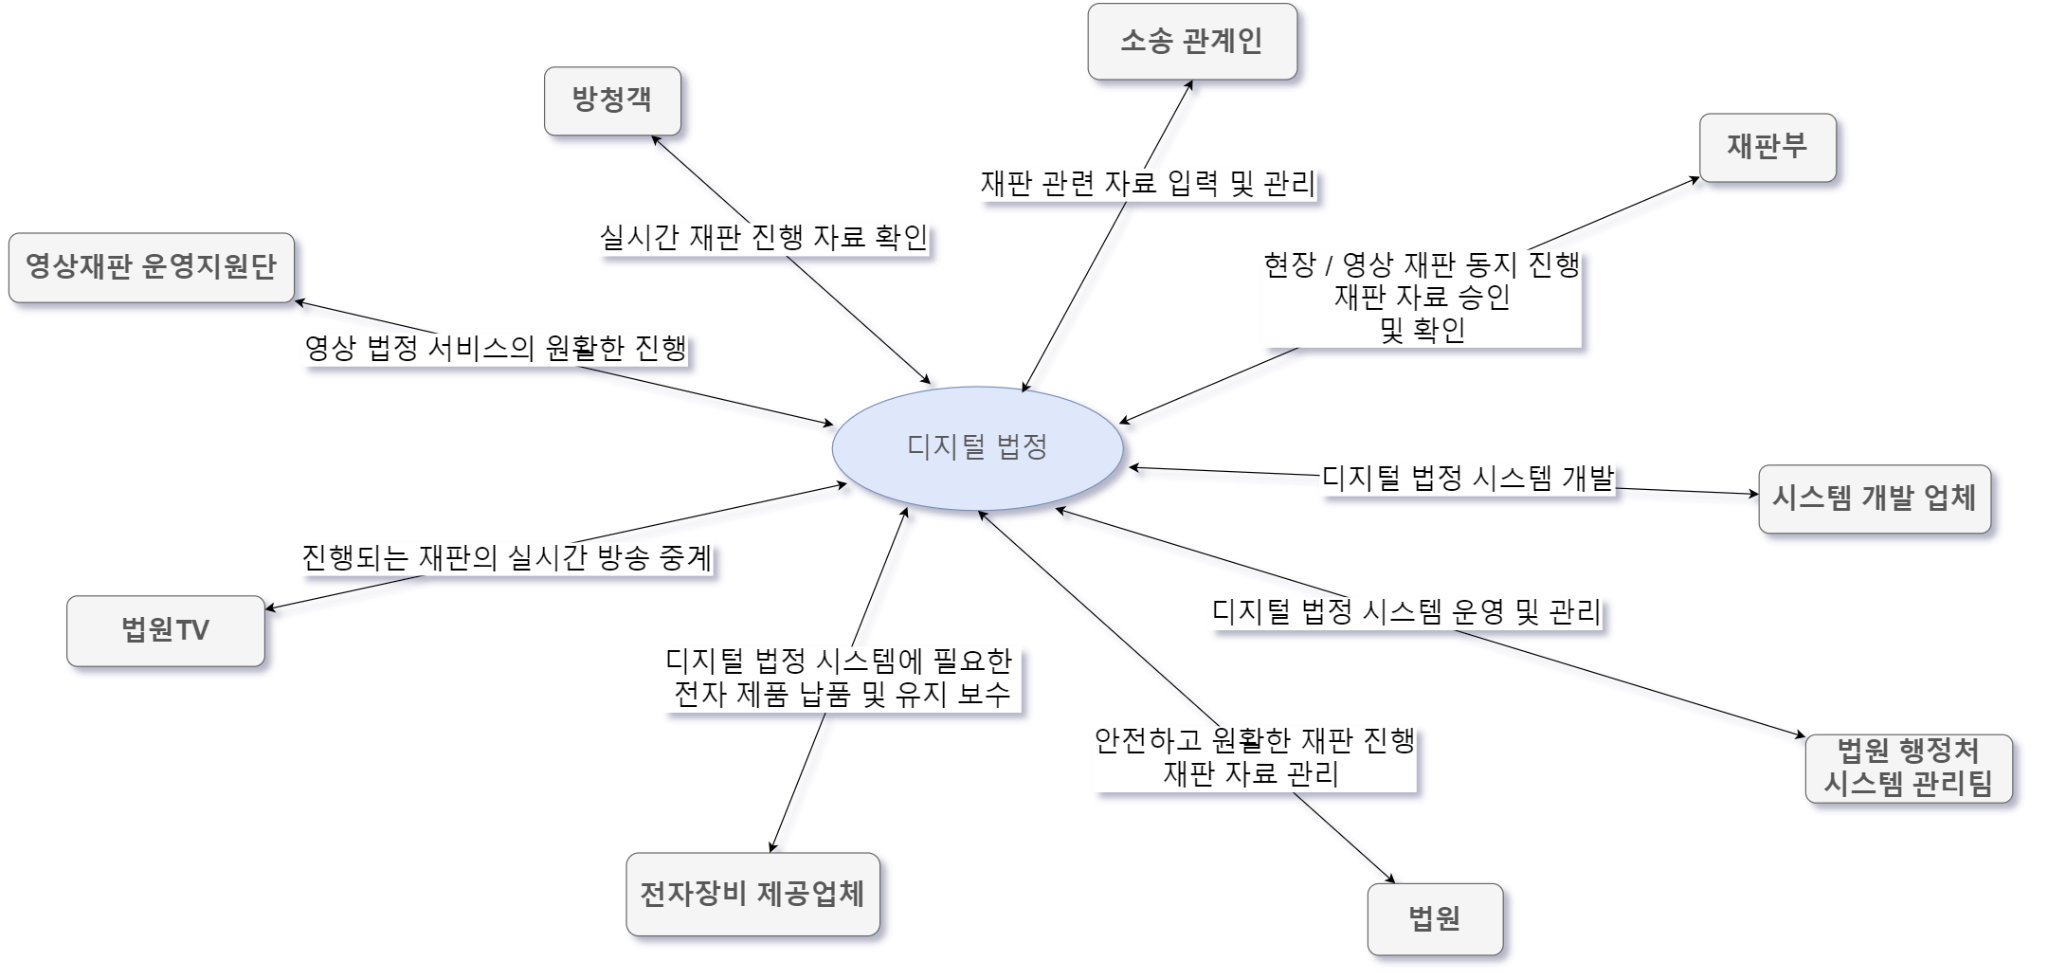 소송 관계인
방청객
재판부
재판 관련 자료 입력 및 관리
실시간 재판 진행 자료 확인
영상재판 운영지원단
현장 / 영상 재판 동지 진행
재판 자료 승인
및 확인
영상 법정 서비스의 원활한 진행
디지털 법정
디지털 법정 시스템 개발
시스템 개발 업체
진행되는 재판의 실시간 방송 중계
디지털 법정 시스템 운영 및 관리
법원TV
디지털 법정 시스템에 필요한
전자 제품 납품 및 유지 보수
안전하고 원활한 재판 진행
재판 자료 관리
법원 행정처
시스템 관리팀
전자장비 제공업체
법원